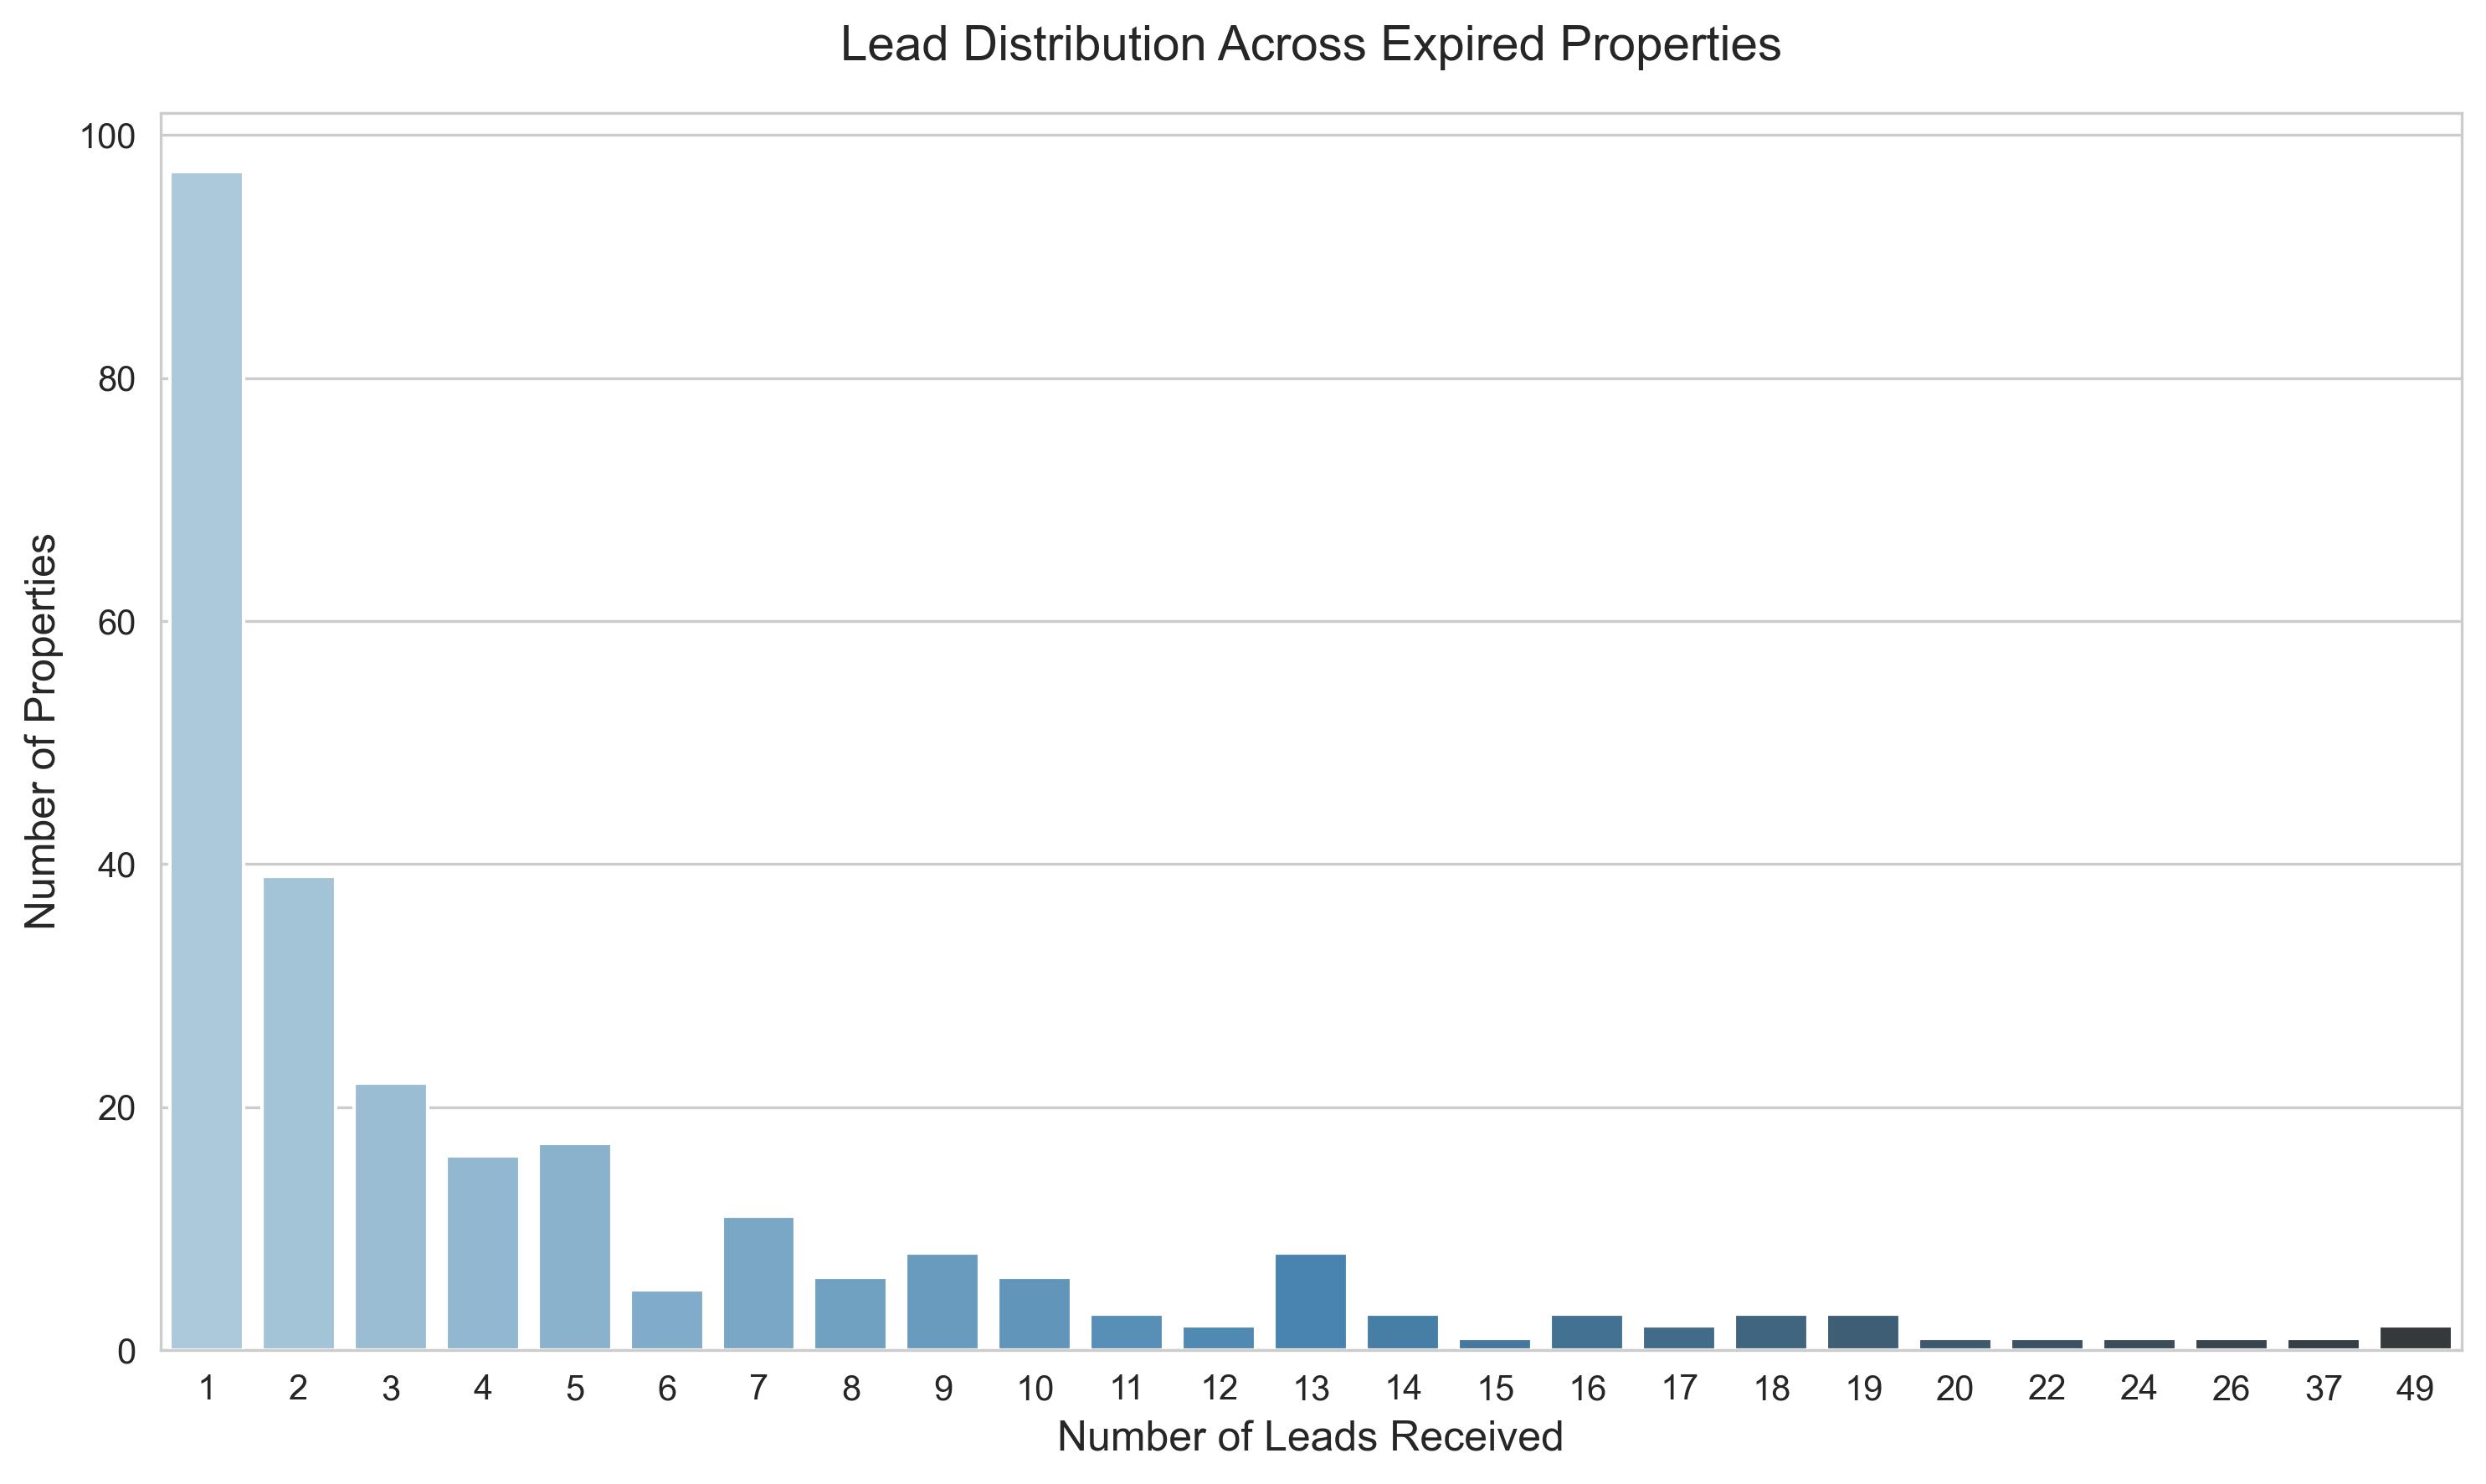 Lead Distribution Across Expired Properties
Number of Properties
100
80
60
40
20
0
1 2 3 4 5 6 7 8 9 10 11 12 13 14 15 16 17 18 19 20 22 24 26 37 49
Number of Leads Received